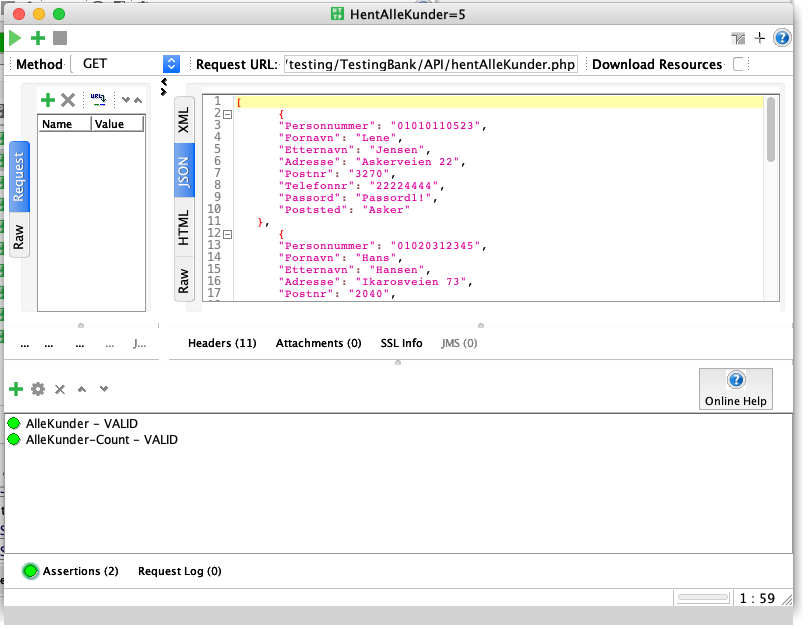 HentAlleKunder=5
Method GET Request URL: 'testing/TestingBank/API/hentAlleKunder.php Download Resources
Name Value
Request
Raw
XML
JSON
HTML
Raw
1 [
2 {
3 "Personnummer": "01010110523",
4 "Fornavn": "Lene",
5 "Etternavn": "Jensen",
6 "Adresse": "Askerveien 22",
7 "Postnr": "3270",
8 "Telefonnr": "22224444",
9 "Passord": "Passord1!",
10 "Poststed": "Asker"
11 },
12 {
13 "Personnummer": "01020312345",
14 "Fornavn": "Hans",
15 "Etternavn": "Hansen",
16 "Adresse": "Ikarosveien 73",
17 "Postnr": "2040",
... ... ... ... J...
Headers (11) Attachments (0) SSL Info JMS (0)
Online Help
AlleKunder – VALID
AlleKunder-Count – VALID
Assertions (2) Request Log (0)
1 : 59